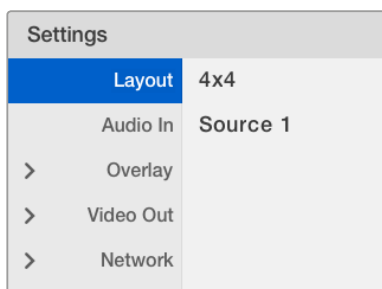 Settings
Layout 4x4
Audio In Source 1
Overlay
Video Out
Network